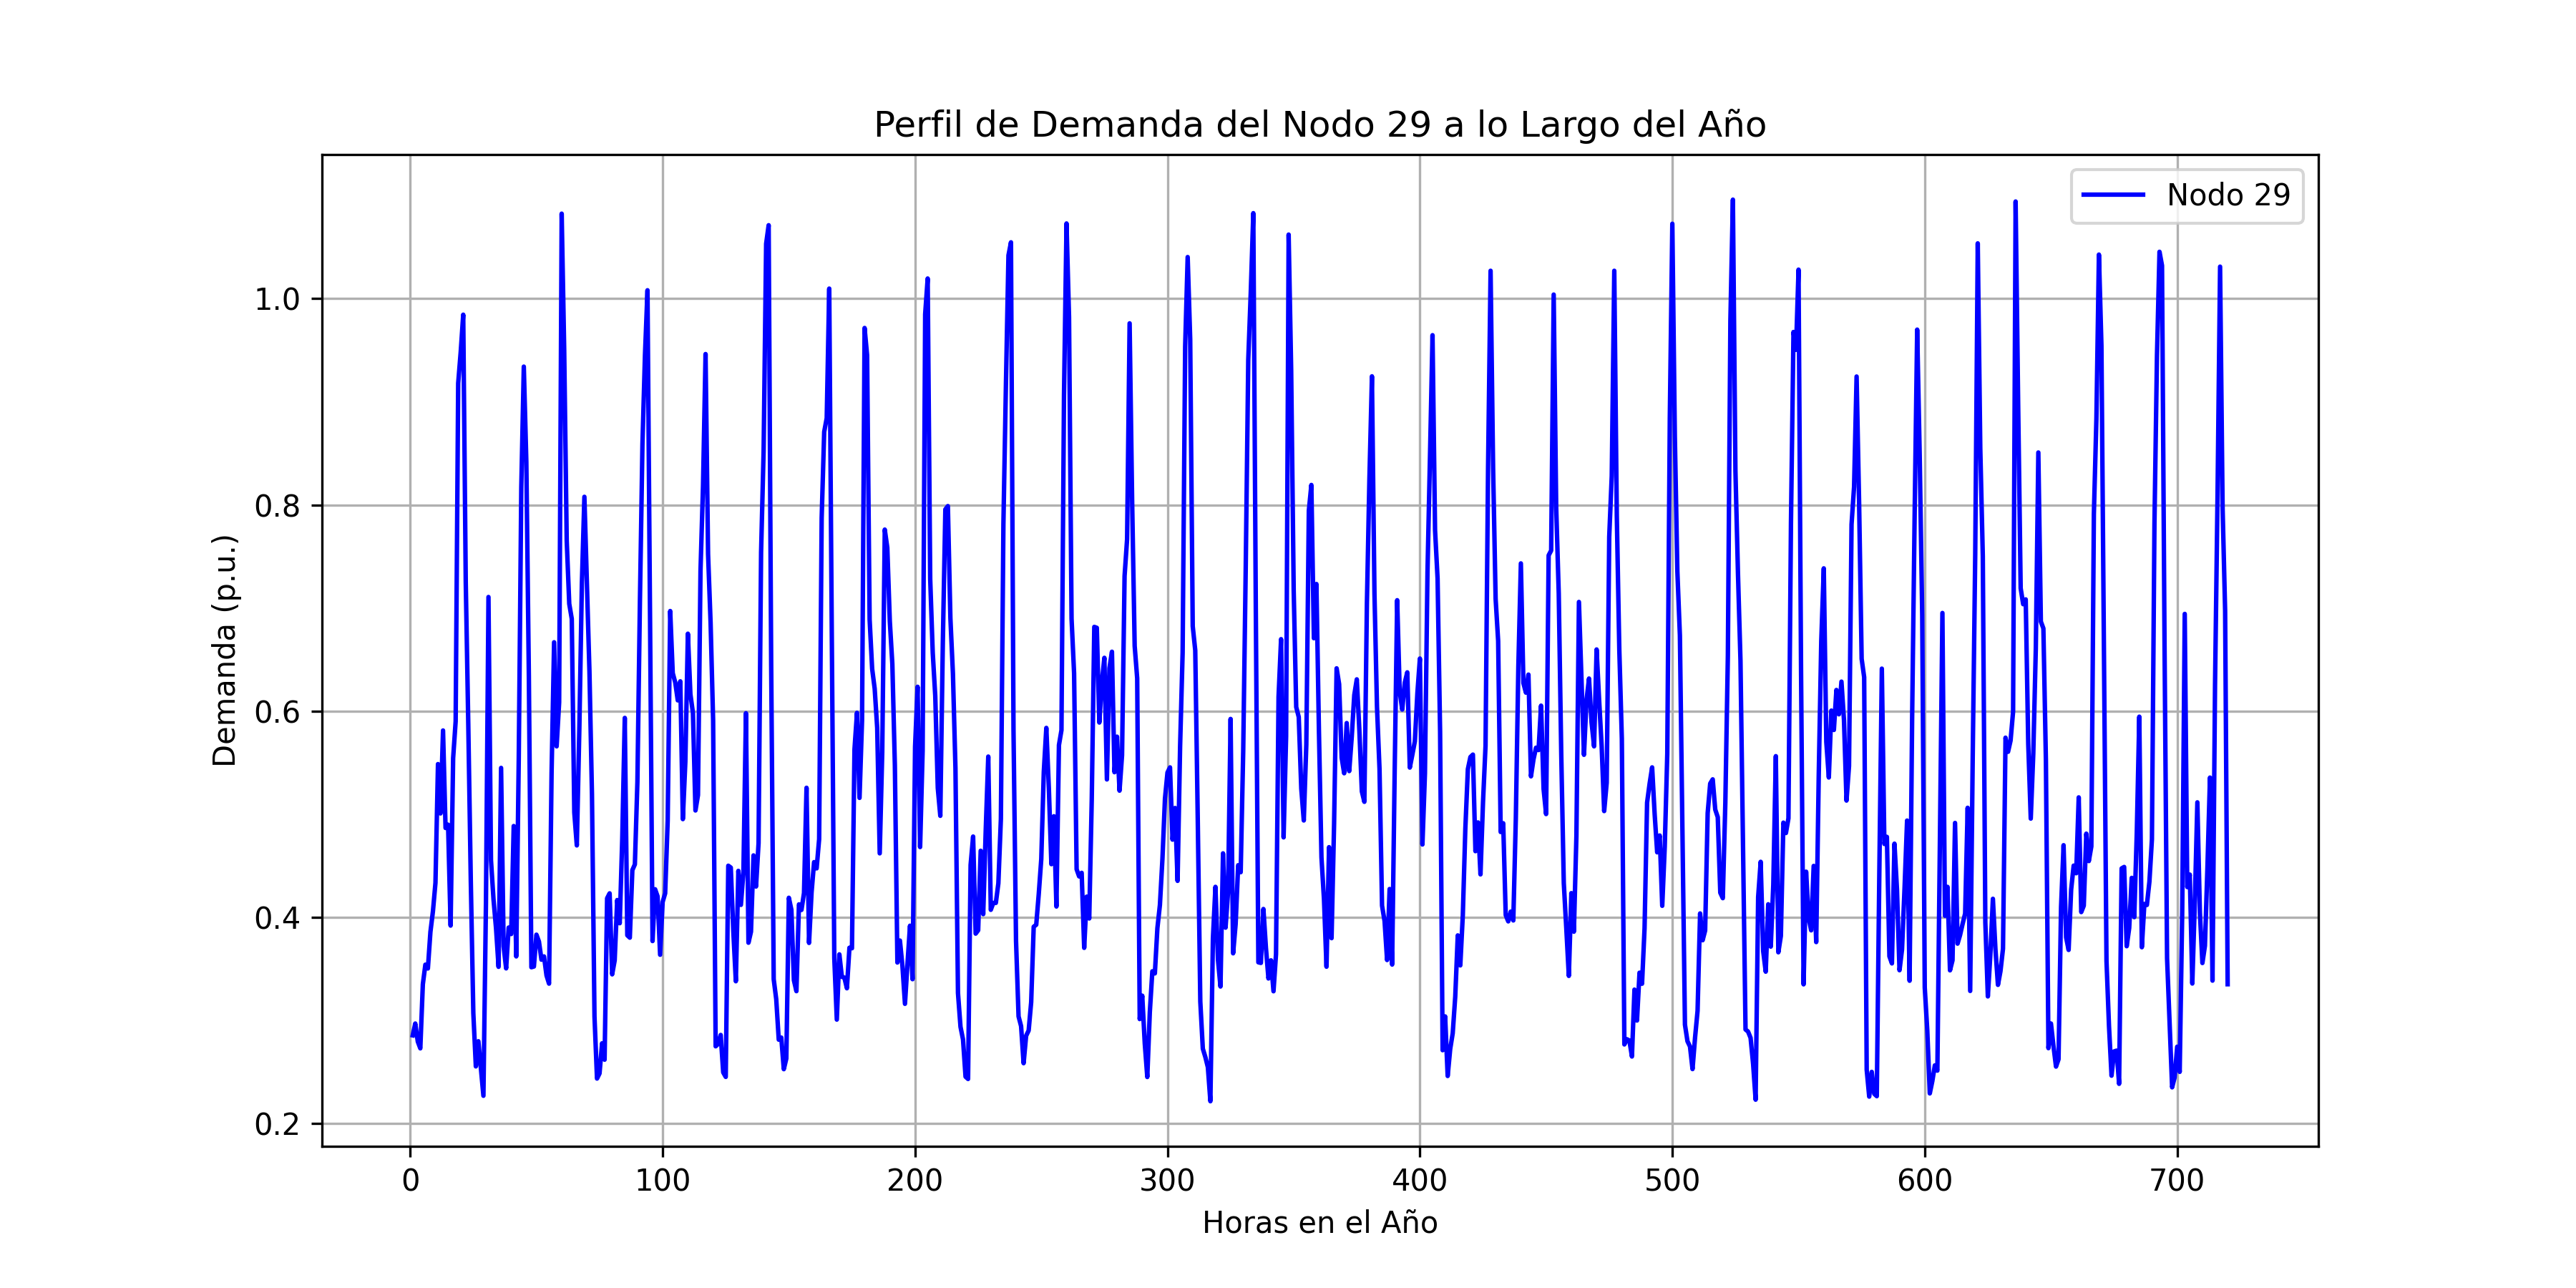 Perfil de Demanda del Nodo 29 a lo Largo del Año
Nodo 29
Demanda (p.u.)
1.0
0.8
0.6
0.4
0.2
0 100 200 300 400 500 600 700
Horas en el Año